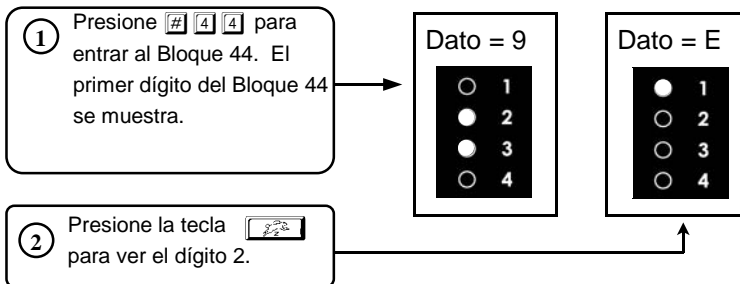 1 Presione # 4 4 para
entrar al Bloque 44. El
primer dígito del Bloque 44
se muestra.
Dato = 9
1
2
3
4
Dato = E
1
2
3
4
2 Presione la tecla
para ver el dígito 2.